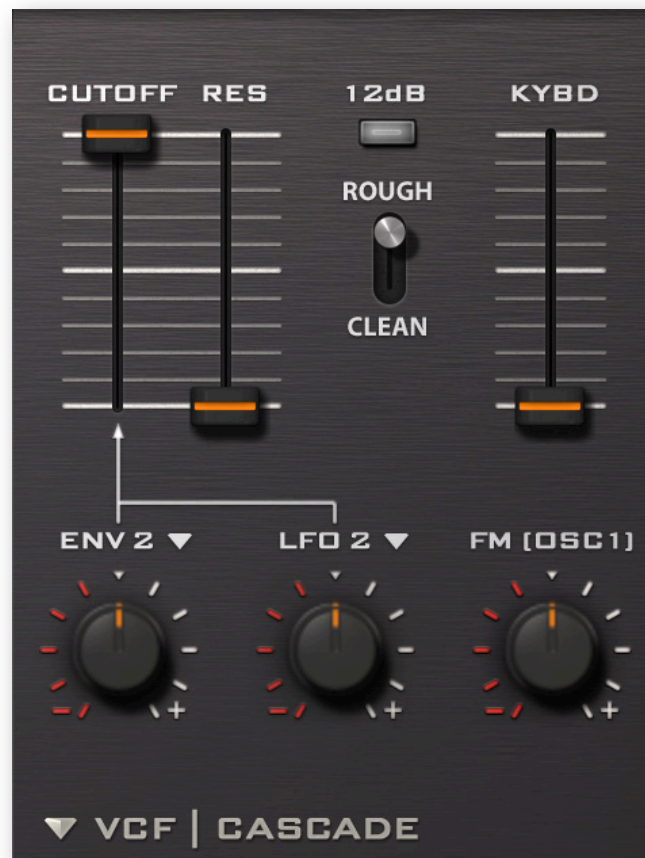 CUTOFF RES 12dB KYBD
ROUGH
CLEAN
ENV 2 LFO 2 FM (OSC1)
VCF | CASCADE